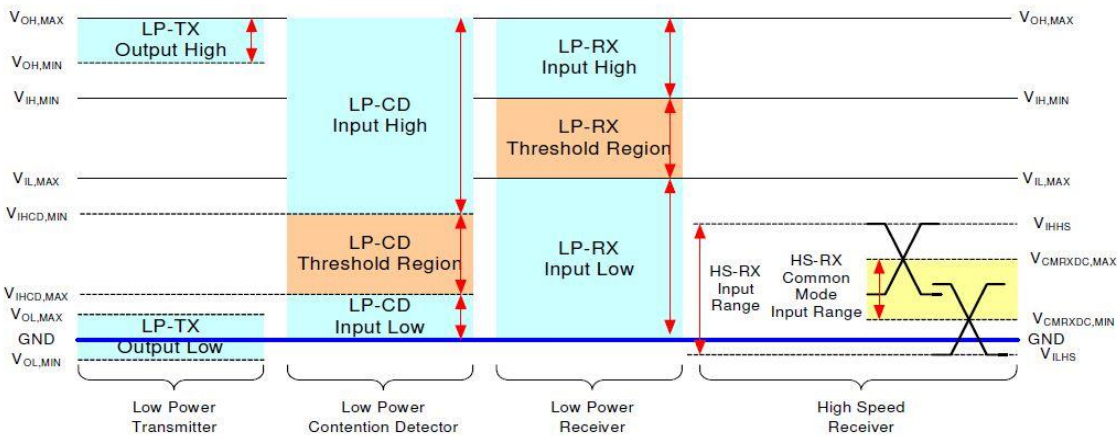 VOH,MAX
LP-TX
Output High
VOH,MIN
VIH,MIN
VIL,MAX
VIHCD,MIN
VIHCD,MAX
VOL,MAX
LP-TX
Output Low
GND
VOL,MIN
LP-CD
Input High
LP-CD
Threshold Region
LP-CD
Input Low
LP-RX
Input High
LP-RX
Threshold Region
LP-RX
Input Low
HS-RX
Input
Range
HS-RX
Common
Mode
Input Range
VOH,MAX
VIH,MIN
VIL,MAX
VIHHS
VCMRXDC,MAX
VCMRXDC,MIN
GND
VILHS
Low Power
Transmitter
Low Power
Contention Detector
Low Power
Receiver
High Speed
Receiver